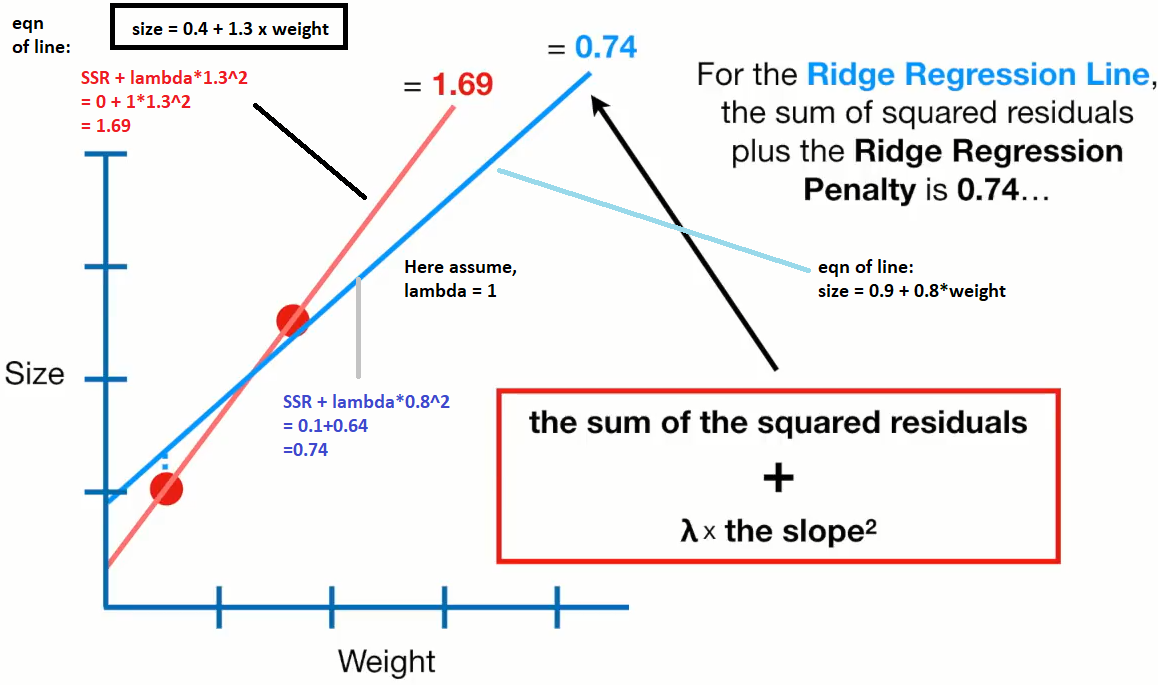 eqn
of line:
size = 0.4 + 1.3 x weight
SSR + lambda*1.3^2
= 0 + 1*1.3^2
= 1.69
= 1.69
= 0.74
For the Ridge Regression Line,
the sum of squared residuals
plus the Ridge Regression
Penalty is 0.74…
Here assume,
lambda = 1
eqn of line:
size = 0.9 + 0.8*weight
Size
SSR + lambda*0.8^2
= 0.1+0.64
=0.74
the sum of the squared residuals
+
λ x the slope²
Weight